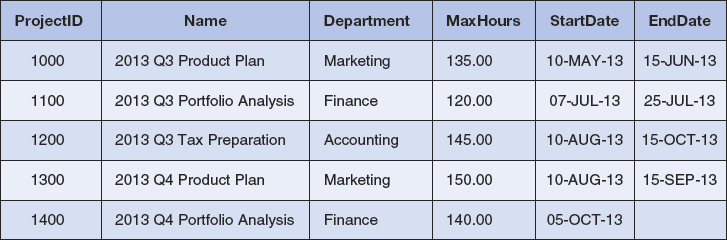 ProjectID Name Department MaxHours StartDate EndDate
1000 2013 Q3 Product Plan Marketing 135.00 10-MAY-13 15-JUN-13
1100 2013 Q3 Portfolio Analysis Finance 120.00 07-JUL-13 25-JUL-13
1200 2013 Q3 Tax Preparation Accounting 145.00 10-AUG-13 15-OCT-13
1300 2013 Q4 Product Plan Marketing 150.00 10-AUG-13 15-SEP-13
1400 2013 Q4 Portfolio Analysis Finance 140.00 05-OCT-13